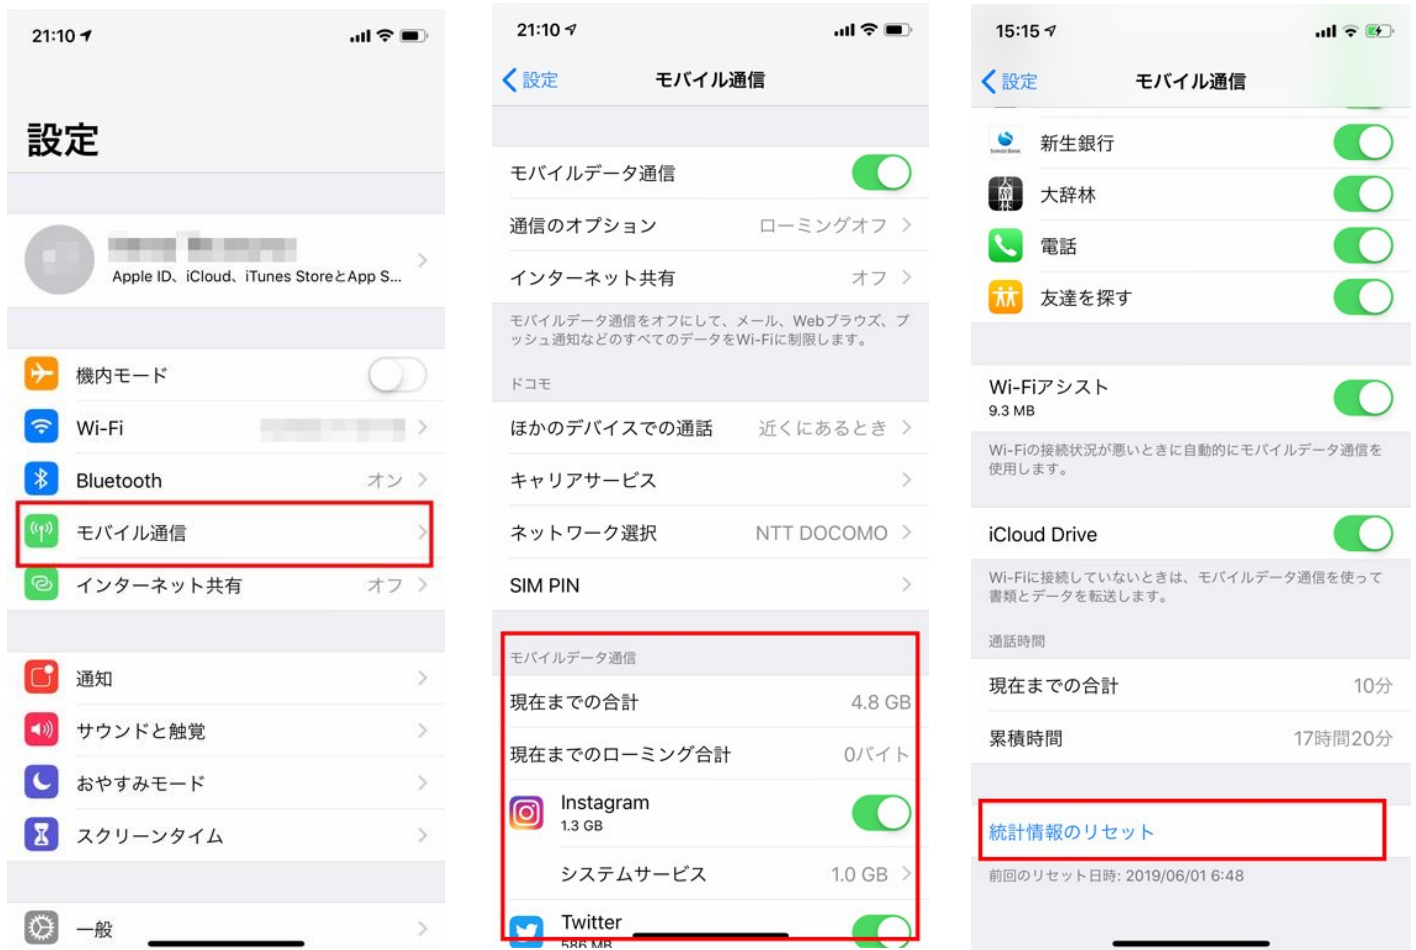 21:10
設定
Apple ID、iCloud、iTunes StoreとApp S...
機内モード
Wi-Fi
Bluetooth
オン
モバイル通信
インターネット共有
オフ
通知
サウンドと触覚
おやすみモード
スクリーンタイム
一般
21:10
設定
モバイル通信
モバイルデータ通信
通信のオプション
ローミングオフ
インターネット共有
オフ
モバイルデータ通信をオフにして、メール、Webブラウズ、プ
ッシュ通知などのすべてのデータをWi-Fiに制限します。
ドコモ
ほかのデバイスでの通話
近くにあるとき
キャリアサービス
ネットワーク選択
NTT DOCOMO
SIM PIN
モバイルデータ通信
現在までの合計
4.8 GB
現在までのローミング合計
0バイト
Instagram
1.3 GB
システムサービス
1.0 GB
Twitter
586 MB
15:15
設定
モバイル通信
新生銀行
大辞林
電話
友達を探す
Wi-Fiアシスト
9.3 MB
Wi-Fiの接続状況が悪いときに自動的にモバイルデータ通信を
使用します。
iCloud Drive
Wi-Fiに接続していないときは、モバイルデータ通信を使って
書類とデータを転送します。
通話時間
現在までの合計
10分
累積時間
17時間20分
統計情報のリセット
前回のリセット日時: 2019/06/01 6:48